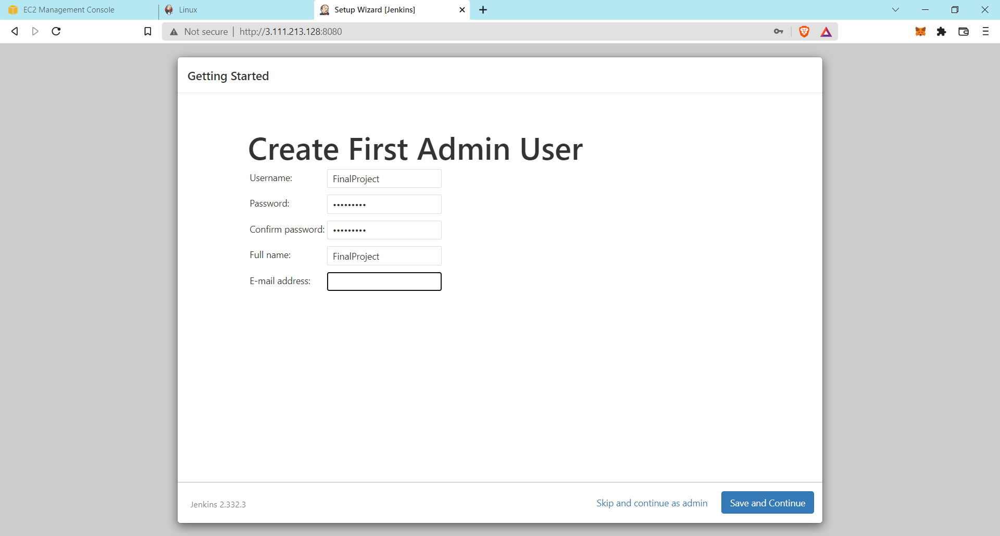 EC2 Management Console
Linux
Setup Wizard [Jenkins]
Not secure
http://3.111.213.128:8080
Getting Started
Create First Admin User
Username: FinalProject
Password: •••••••••
Confirm password: •••••••••
Full name: FinalProject
E-mail address:
Jenkins 2.332.3
Skip and continue as admin
Save and Continue